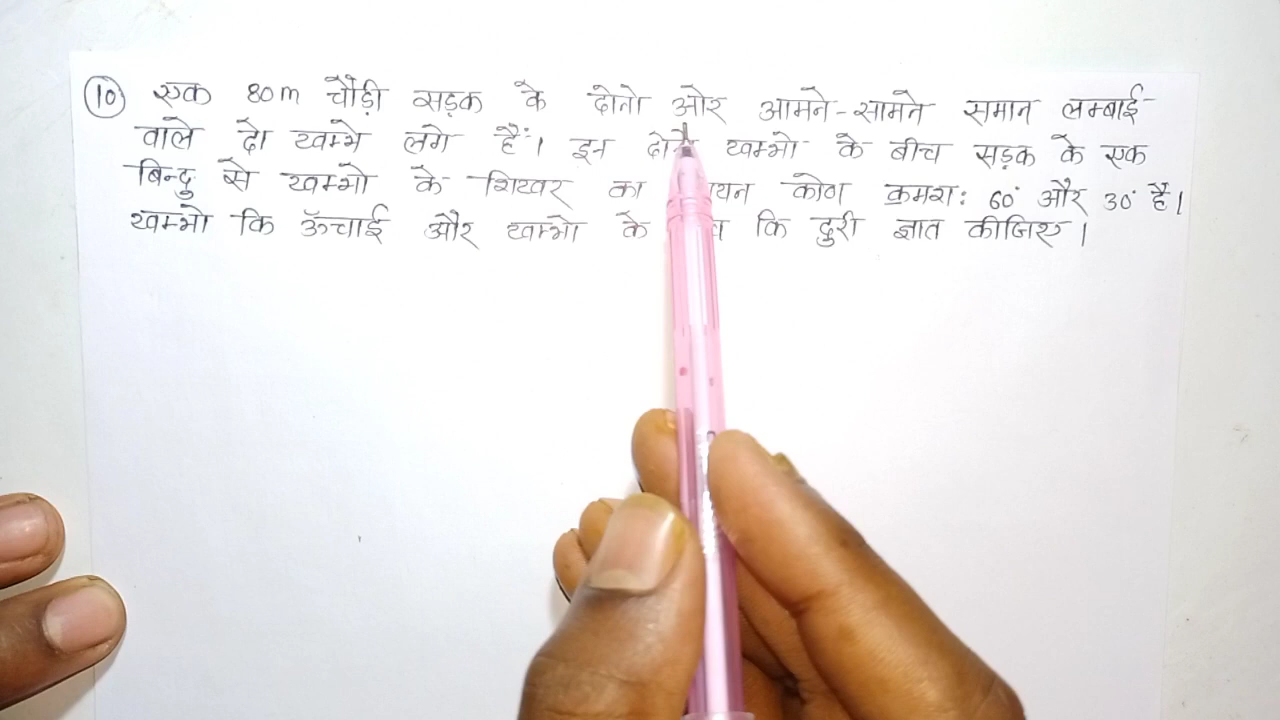 10 एक 80m चौड़ी सड़क के दोनो ओर आमने-सामने समान लम्बाई-
वाले दो खम्भे लगे हैं। इन खम्भो के बीच सड़क के एक
बिन्दु से खम्भो के शिखर का कोण क्रमश: 60° और 30° है।
खम्भो कि ऊँचाई और खम्भो के कि दुरी ज्ञात कीजिए।